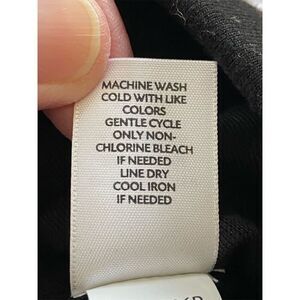 MACHINE WASH
COLD WITH LIKE
COLORS
GENTLE CYCLE
ONLY NON-
CHLORINE BLEACH
IF NEEDED
LINE DRY
COOL IRON
IF NEEDED